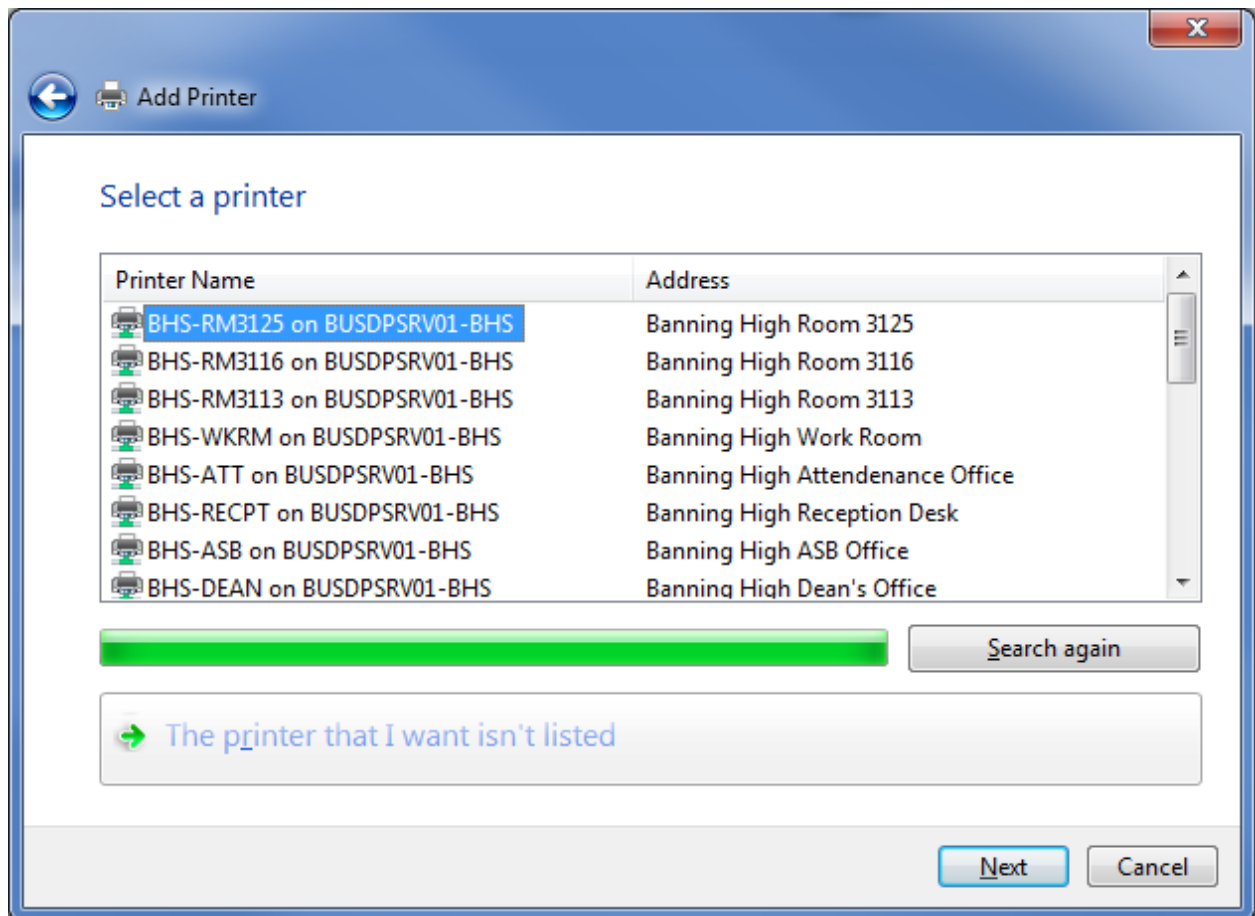 Add Printer
Select a printer
Printer Name Address
BHS-RM3125 on BUSDPSRV01-BHS Banning High Room 3125
BHS-RM3116 on BUSDPSRV01-BHS Banning High Room 3116
BHS-RM3113 on BUSDPSRV01-BHS Banning High Room 3113
BHS-WKRM on BUSDPSRV01-BHS Banning High Work Room
BHS-ATT on BUSDPSRV01-BHS Banning High Attendenance Office
BHS-RECPT on BUSDPSRV01-BHS Banning High Reception Desk
BHS-ASB on BUSDPSRV01-BHS Banning High ASB Office
BHS-DEAN on BUSDPSRV01-BHS Banning High Dean's Office
Search again
The printer that I want isn't listed
Next Cancel